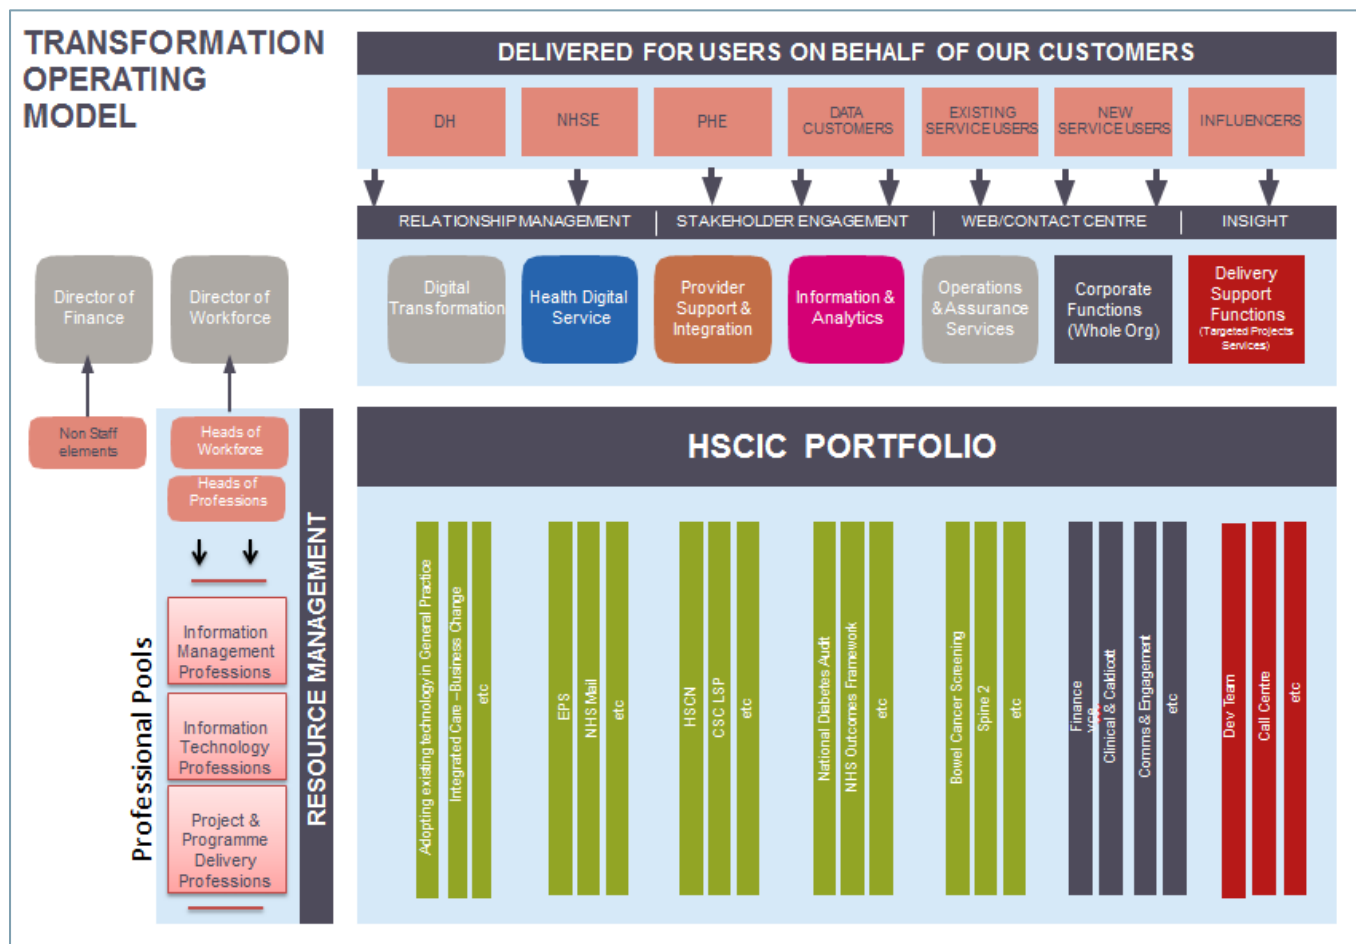 TRANSFORMATION
OPERATING
MODEL
DELIVERED FOR USERS ON BEHALF OF OUR CUSTOMERS
DH
NHSE
PHE
DATA
CUSTOMERS
EXISTING
SERVICE USERS
NEW
SERVICE USERS
INFLUENCERS
RELATIONSHIP MANAGEMENT
STAKEHOLDER ENGAGEMENT
WEB/CONTACT CENTRE
INSIGHT
Director of
Finance
Director of
Workforce
Digital
Transformation
Health Digital
Service
Provider
Support &
Integration
Information &
Analytics
Operations
& Assurance
Services
Corporate
Functions
(Whole Org)
Delivery
Support
Functions
(Targeted Projects
Services)
Non Staff
elements
Heads of
Workforce
Heads of
Professions
Professional Pools
Information
Management
Professions
Information
Technology
Professions
Project &
Programme
Delivery
Professions
RESOURCE MANAGEMENT
HSCIC PORTFOLIO
Adopting existing technology in General Practice
Integrated Care –Business Change
etc
EPS
NHS Mail
etc
HSCN
CSC LSP
etc
National Diabetes Audit
NHS Outcomes Framework
etc
Bowel Cancer Screening
Spine 2
etc
Finance
Clinical & Caldicott
Comms & Engagement
etc
Dev Team
Call Centre
etc